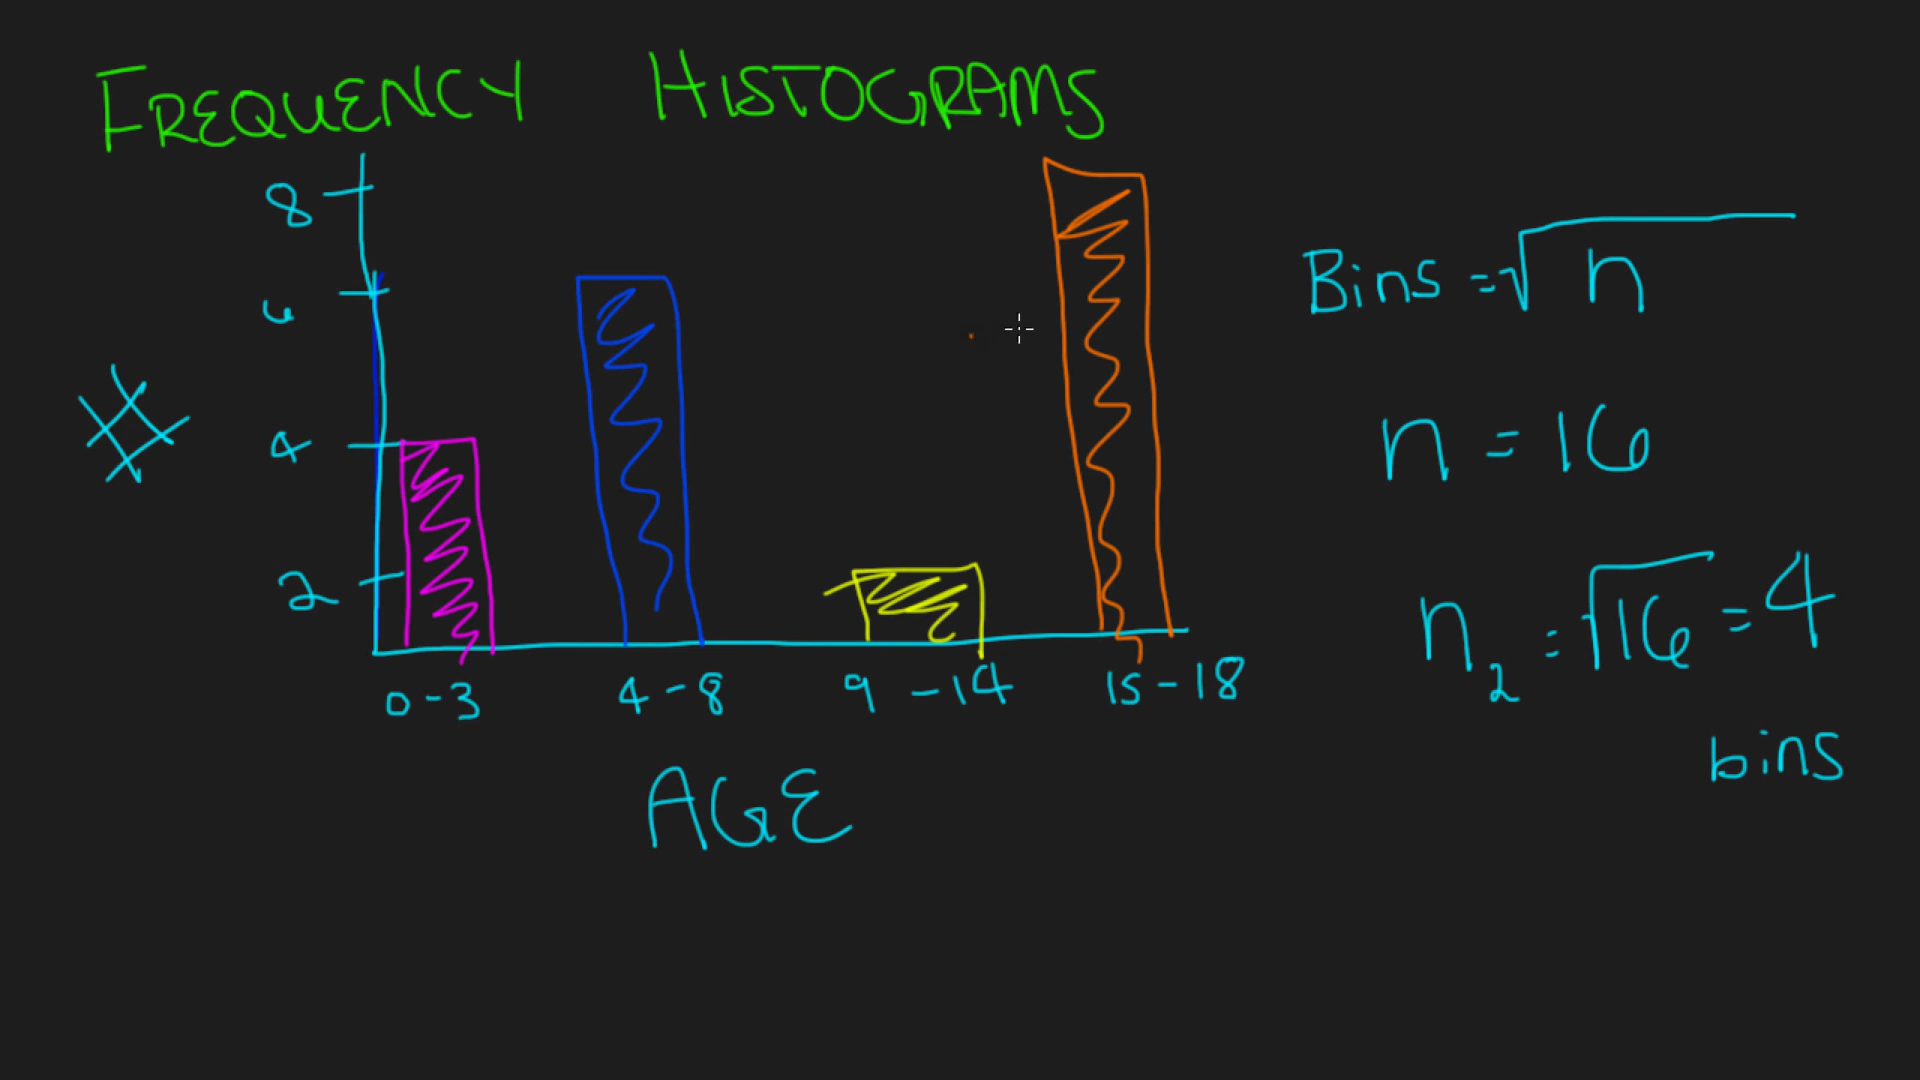 FREQUENCY HISTOGRAMS
8
6
4
2
#
0-3 4-8 9-14 15-18
AGE
Bins = √n
n = 16
n₂ = √16 = 4
bins